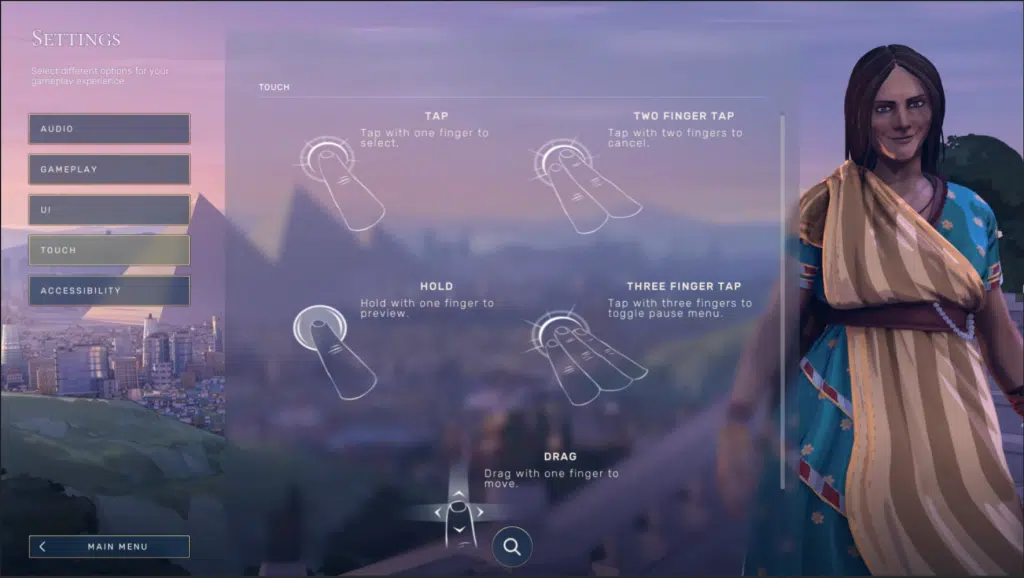 SETTINGS
Select different options for your
gameplay experience.
AUDIO
GAMEPLAY
UI
TOUCH
ACCESSIBILITY
MAIN MENU
TOUCH
TAP
Tap with one finger to
select.
TWO FINGER TAP
Tap with two fingers to
cancel.
HOLD
Hold with one finger to
preview.
THREE FINGER TAP
Tap with three fingers to
toggle pause menu.
DRAG
Drag with one finger to
move.